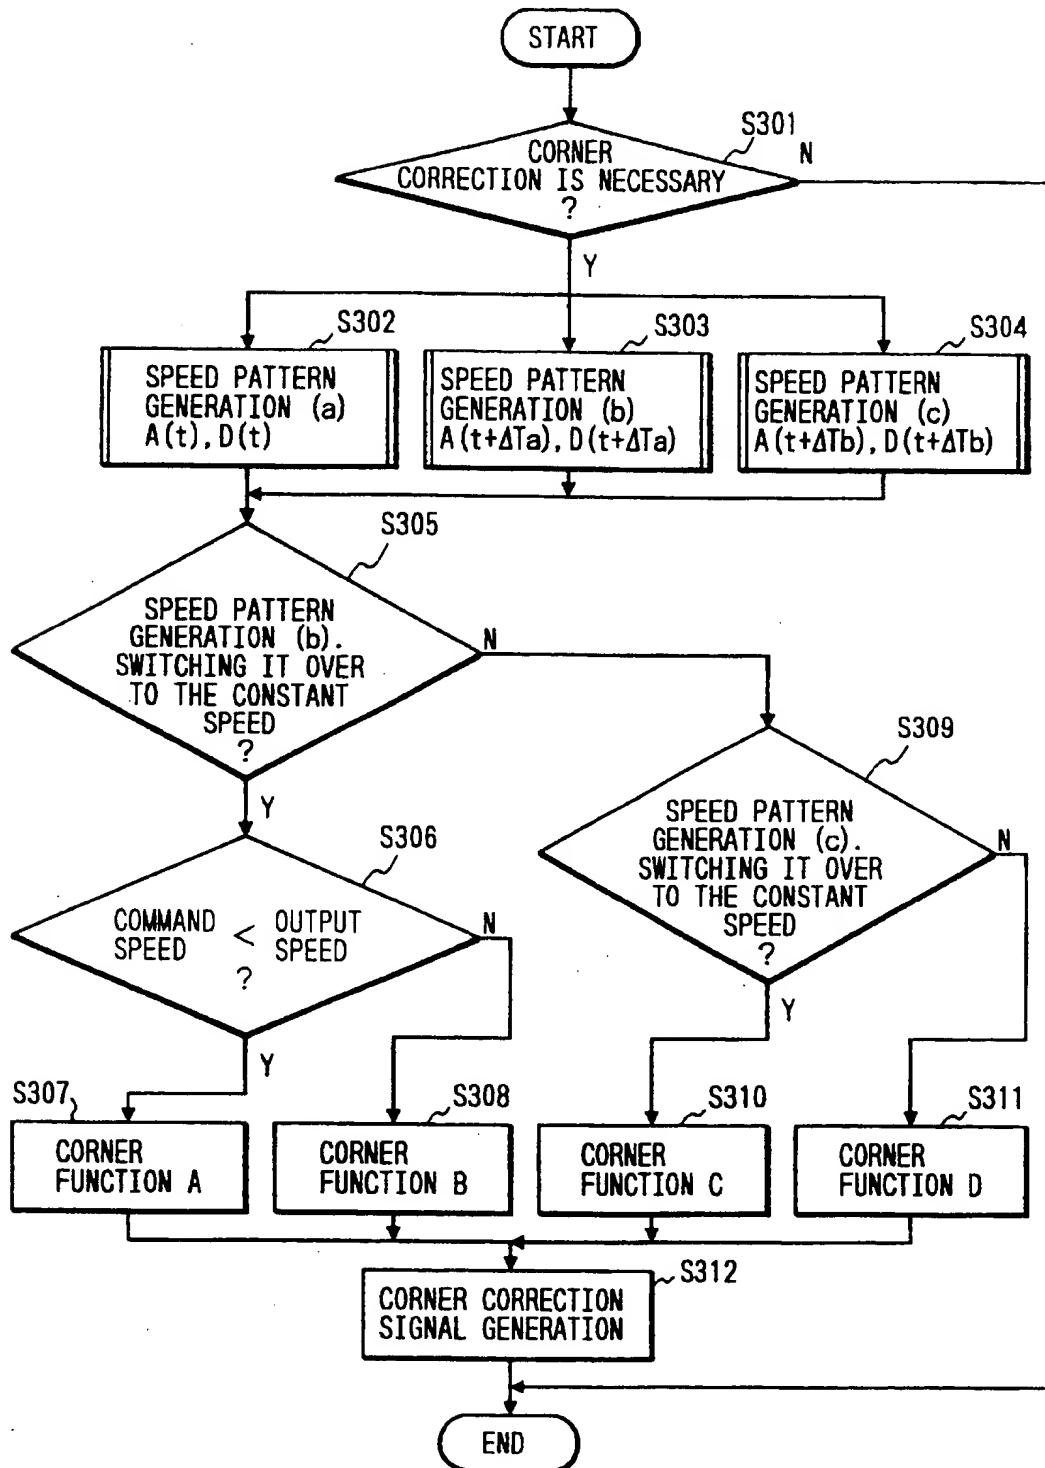 START
S301
CORNER
CORRECTION IS NECESSARY
?
N
Y
S302
SPEED PATTERN
GENERATION (a)
A(t), D(t)
S303
SPEED PATTERN
GENERATION (b)
A(t+ΔTa), D(t+ΔTa)
S304
SPEED PATTERN
GENERATION (c)
A(t+ΔTb), D(t+ΔTb)
S305
SPEED PATTERN
GENERATION (b).
SWITCHING IT OVER
TO THE CONSTANT
SPEED
?
N
Y
S309
SPEED PATTERN
GENERATION (c).
SWITCHING IT OVER
TO THE CONSTANT
SPEED
?
N
Y
S306
COMMAND SPEED < OUTPUT SPEED
?
N
Y
S307
CORNER
FUNCTION A
S308
CORNER
FUNCTION B
S310
CORNER
FUNCTION C
S311
CORNER
FUNCTION D
S312
CORNER CORRECTION
SIGNAL GENERATION
END